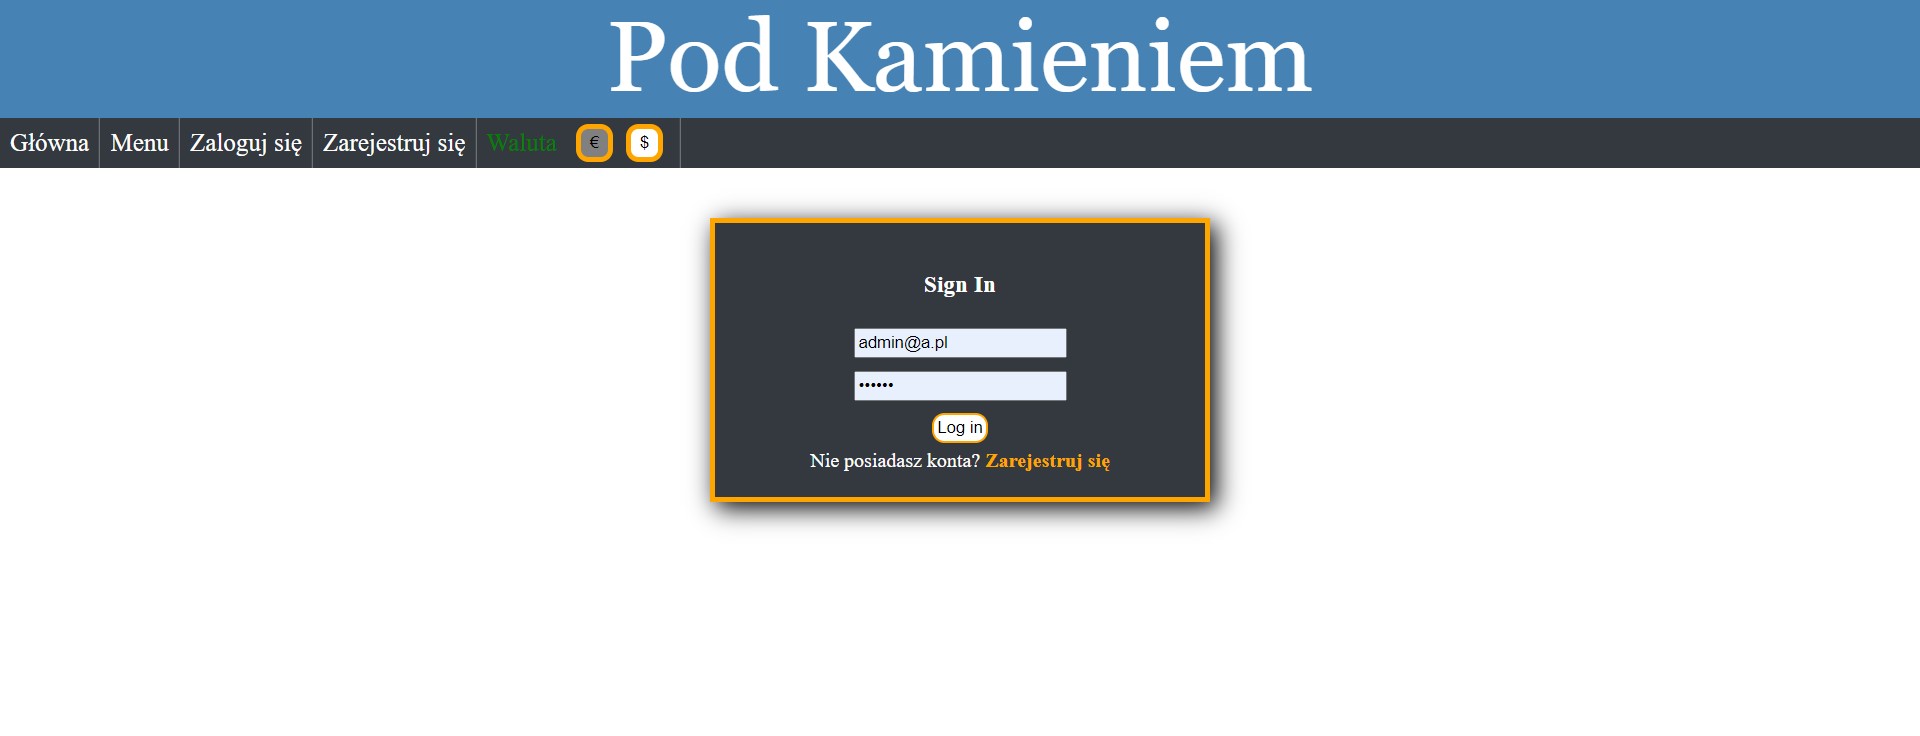 Pod Kamieniem
Główna Menu Zaloguj się Zarejestruj się Waluta € $
Sign In
admin@a.pl
••••••
Log in
Nie posiadasz konta? Zarejestruj się